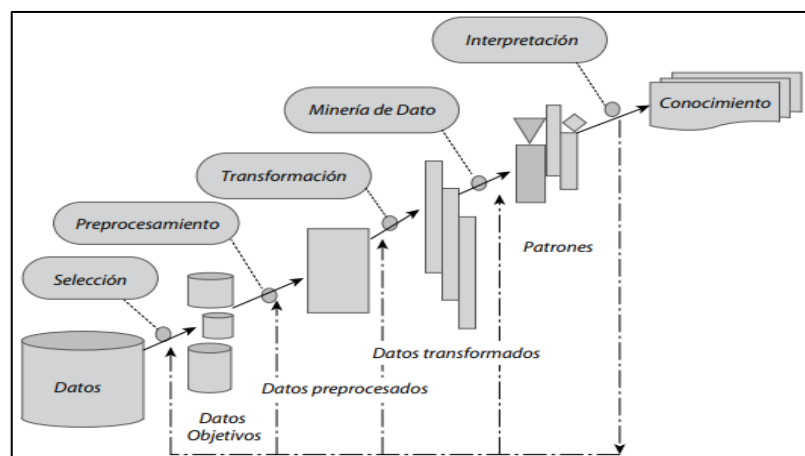 Interpretación
Conocimiento
Minería de Dato
Transformación
Patrones
Preprocesamiento
Selección
Datos transformados
Datos preprocesados
Datos
Datos
Objetivos